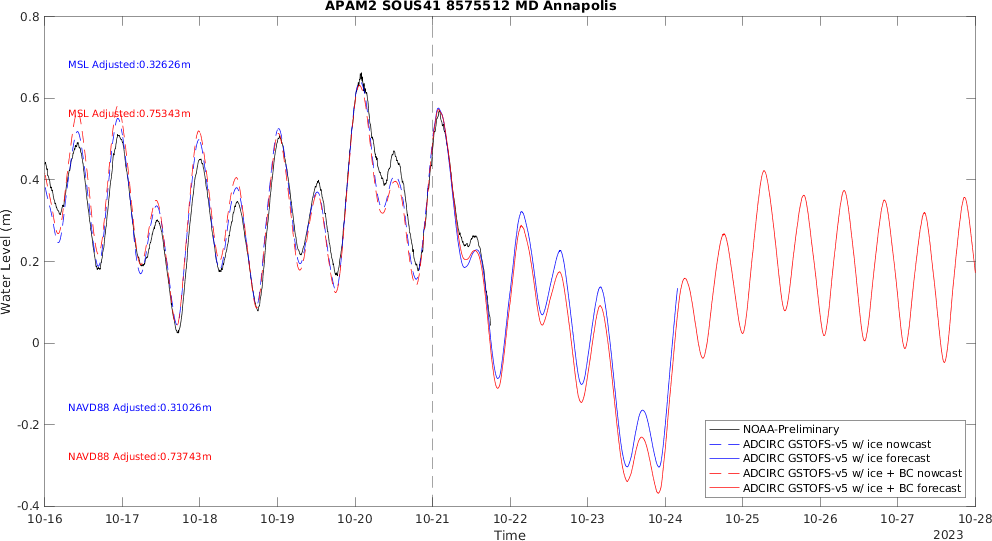 APAM2 SOUS41 8575512 MD Annapolis
0.8
0.6
0.4
0.2
0
-0.2
-0.4
Water Level (m)
MSL Adjusted:0.32626m
MSL Adjusted:0.75343m
NAVD88 Adjusted:0.31026m
NAVD88 Adjusted:0.73743m
NOAA-Preliminary
ADCIRC GSTOFS-v5 w/ ice nowcast
ADCIRC GSTOFS-v5 w/ ice forecast
ADCIRC GSTOFS-v5 w/ ice + BC nowcast
ADCIRC GSTOFS-v5 w/ ice + BC forecast
10-16 10-17 10-18 10-19 10-20 10-21 10-22 10-23 10-24 10-25 10-26 10-27 10-28
Time
2023